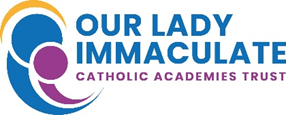 OUR LADY
IMMACULATE
CATHOLIC ACADEMIES TRUST